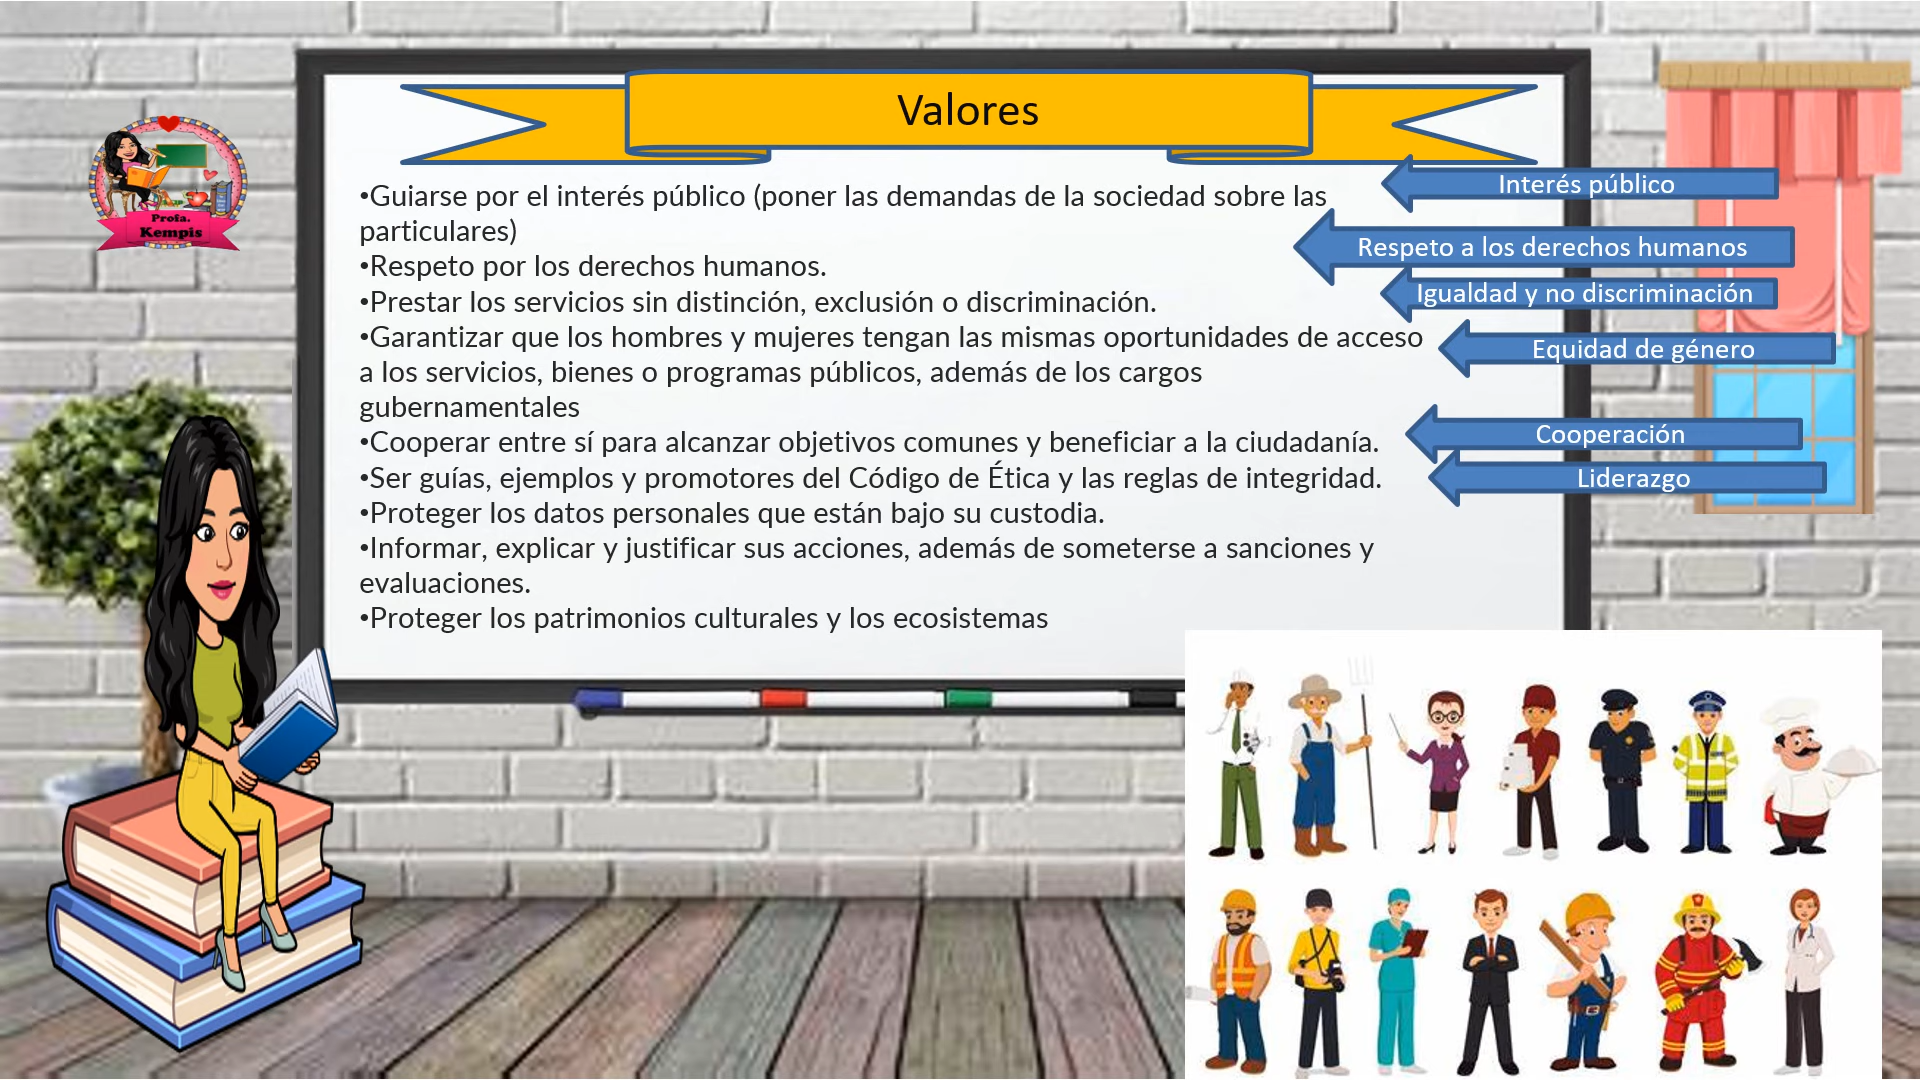 Valores
Profa.
Kempis
•Guiarse por el interés público (poner las demandas de la sociedad sobre las
particulares)
•Respeto por los derechos humanos.
•Prestar los servicios sin distinción, exclusión o discriminación.
•Garantizar que los hombres y mujeres tengan las mismas oportunidades de acceso
a los servicios, bienes o programas públicos, además de los cargos
gubernamentales
•Cooperar entre sí para alcanzar objetivos comunes y beneficiar a la ciudadanía.
•Ser guías, ejemplos y promotores del Código de Ética y las reglas de integridad.
•Proteger los datos personales que están bajo su custodia.
•Informar, explicar y justificar sus acciones, además de someterse a sanciones y
evaluaciones.
•Proteger los patrimonios culturales y los ecosistemas
Interés público
Respeto a los derechos humanos
Igualdad y no discriminación
Equidad de género
Cooperación
Liderazgo